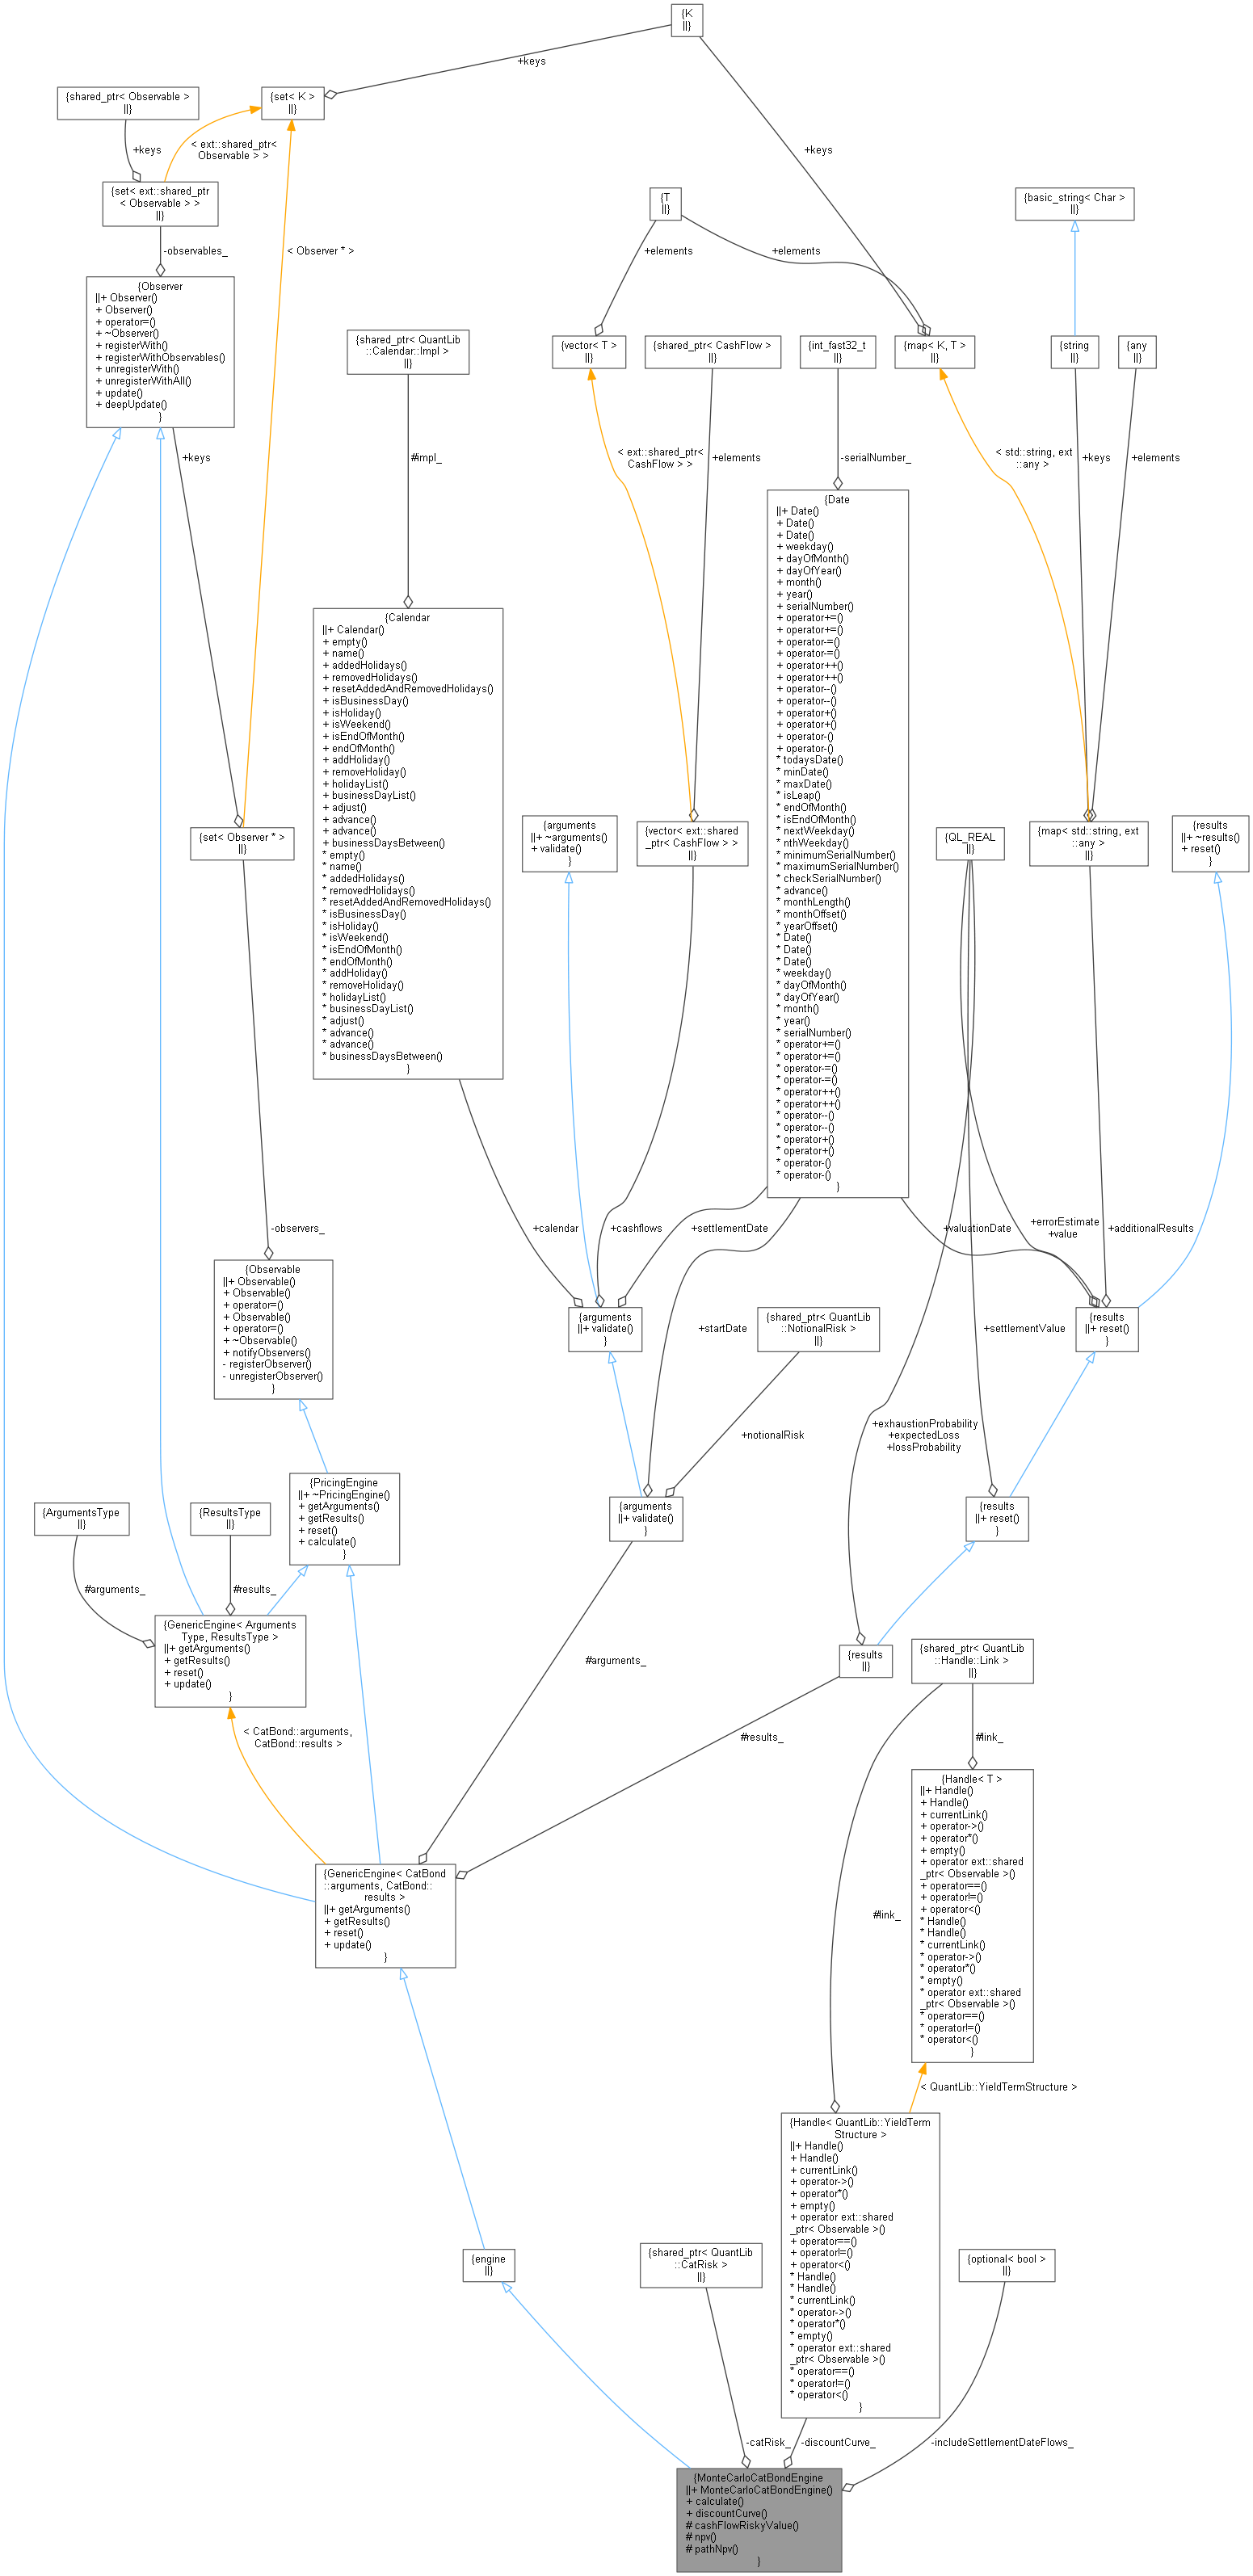 {K
||}
+keys
{shared_ptr< Observable >
||}
{set< K >
||}
+keys
< ext::shared_ptr<
Observable > >
+keys
{set< ext::shared_ptr
< Observable > >
||}
{T
||}
{basic_string< Char >
||}
-observables_
< Observer * >
+elements
+elements
{Observer
||+ Observer()
+ Observer()
+ operator=()
+ ~Observer()
+ registerWith()
+ registerWithObservables()
+ unregisterWith()
+ unregisterWithAll()
+ update()
+ deepUpdate()
}
{shared_ptr< QuantLib
::Calendar::Impl >
||}
{vector< T >
||}
{shared_ptr< CashFlow >
||}
{int_fast32_t
||}
{map< K, T >
||}
{string
||}
{any
||}
+keys
#impl_
< ext::shared_ptr<
CashFlow > >
+elements
-serialNumber_
< std::string, ext
::any >
+keys
+elements
{Date
||+ Date()
+ Date()
+ Date()
+ weekday()
+ dayOfMonth()
+ dayOfYear()
+ month()
+ year()
+ serialNumber()
+ operator+=()
+ operator+=()
+ operator-=()
+ operator-=()
+ operator++()
+ operator++()
+ operator--()
+ operator--()
+ operator+()
+ operator+()
+ operator-()
+ operator-()
* todaysDate()
* minDate()
* maxDate()
* isLeap()
* endOfMonth()
* isEndOfMonth()
* nextWeekday()
* nthWeekday()
* minimumSerialNumber()
* maximumSerialNumber()
* checkSerialNumber()
* advance()
* monthLength()
* monthOffset()
* yearOffset()
* Date()
* Date()
* Date()
* weekday()
* dayOfMonth()
* dayOfYear()
* month()
* year()
* serialNumber()
* operator+=()
* operator+=()
* operator-=()
* operator-=()
* operator++()
* operator++()
* operator--()
* operator--()
* operator+()
* operator+()
* operator-()
* operator-()
}
{Calendar
||+ Calendar()
+ empty()
+ name()
+ addedHolidays()
+ removedHolidays()
+ resetAddedAndRemovedHolidays()
+ isBusinessDay()
+ isHoliday()
+ isWeekend()
+ isEndOfMonth()
+ endOfMonth()
+ addHoliday()
+ removeHoliday()
+ holidayList()
+ businessDayList()
+ adjust()
+ advance()
+ advance()
+ businessDaysBetween()
* empty()
* name()
* addedHolidays()
* removedHolidays()
* resetAddedAndRemovedHolidays()
* isBusinessDay()
* isHoliday()
* isWeekend()
* isEndOfMonth()
* endOfMonth()
* addHoliday()
* removeHoliday()
* holidayList()
* businessDayList()
* adjust()
* advance()
* advance()
* businessDaysBetween()
}
{set< Observer * >
||}
{arguments
||+ ~arguments()
+ validate()
}
{vector< ext::shared
_ptr< CashFlow > >
||}
{QL_REAL
||}
{map< std::string, ext
::any >
||}
{results
||+ ~results()
+ reset()
}
-observers_
+calendar
+cashflows
+settlementDate
+valuationDate
+errorEstimate
+value
+additionalResults
{Observable
||+ Observable()
+ Observable()
+ operator=()
+ Observable()
+ operator=()
+ ~Observable()
+ notifyObservers()
- registerObserver()
- unregisterObserver()
}
{arguments
||+ validate()
}
+startDate
{shared_ptr< QuantLib
::NotionalRisk >
||}
+settlementValue
{results
||+ reset()
}
+exhaustionProbability
+expectedLoss
+lossProbability
+notionalRisk
{PricingEngine
||+ ~PricingEngine()
+ getArguments()
+ getResults()
+ reset()
+ calculate()
}
{ArgumentsType
||}
{ResultsType
||}
{arguments
||+ validate()
}
{results
||+ reset()
}
#arguments_
#results_
{GenericEngine< Arguments
Type, ResultsType >
||+ getArguments()
+ getResults()
+ reset()
+ update()
}
#arguments_
{results
||}
{shared_ptr< QuantLib
::Handle::Link >
||}
< CatBond::arguments,
CatBond::results >
#results_
#link_
{Handle< T >
||+ Handle()
+ Handle()
+ currentLink()
+ operator->()
+ operator*()
+ empty()
+ operator ext::shared
_ptr< Observable >()
+ operator==()
+ operator!=()
+ operator<()
* Handle()
* Handle()
* currentLink()
* operator->()
* operator*()
* empty()
* operator ext::shared
_ptr< Observable >()
* operator==()
* operator!=()
* operator<()
}
{GenericEngine< CatBond
::arguments, CatBond::
results >
||+ getArguments()
+ getResults()
+ reset()
+ update()
}
#link_
< QuantLib::YieldTermStructure >
{Handle< QuantLib::YieldTerm
Structure >
||+ Handle()
+ Handle()
+ currentLink()
+ operator->()
+ operator*()
+ empty()
+ operator ext::shared
_ptr< Observable >()
+ operator==()
+ operator!=()
+ operator<()
* Handle()
* Handle()
* currentLink()
* operator->()
* operator*()
* empty()
* operator ext::shared
_ptr< Observable >()
* operator==()
* operator!=()
* operator<()
}
{engine
||}
{shared_ptr< QuantLib
::CatRisk >
||}
{optional< bool >
||}
-catRisk_
-discountCurve_
-includeSettlementDateFlows_
{MonteCarloCatBondEngine
||+ MonteCarloCatBondEngine()
+ calculate()
+ discountCurve()
# cashFlowRiskyValue()
# npv()
# pathNpv()
}